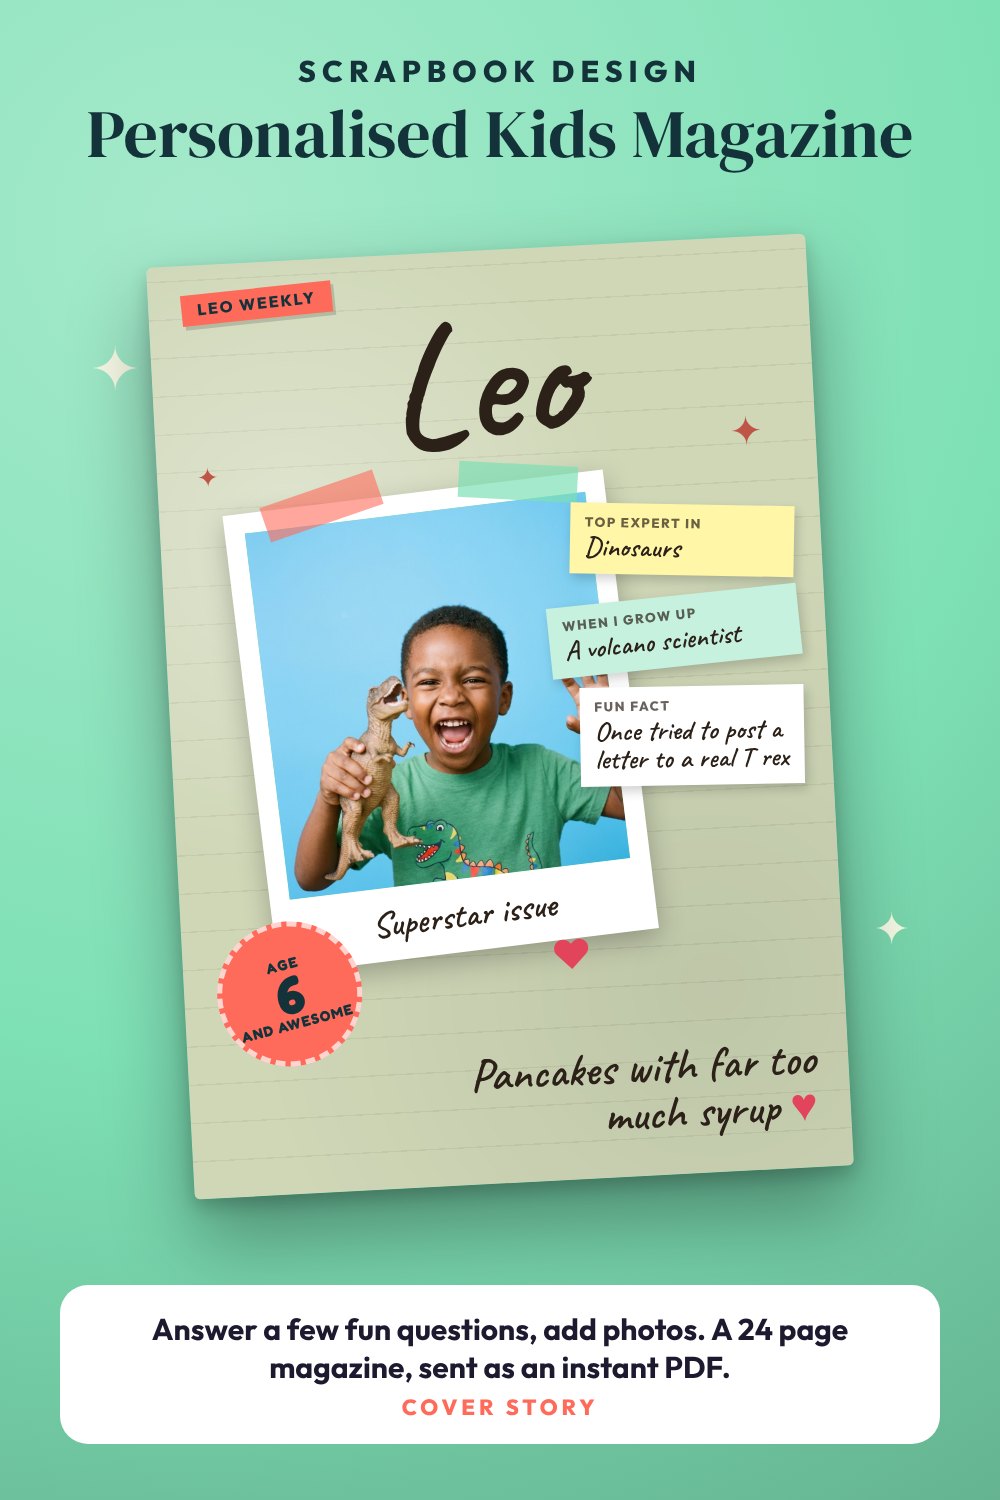 SCRAPBOOK DESIGN
Personalised Kids Magazine
LEO WEEKLY
Leo
TOP EXPERT IN
Dinosaurs
WHEN I GROW UP
A volcano scientist
FUN FACT
Once tried to post a
letter to a real T rex
Superstar issue
AGE
6
AND AWESOME
Pancakes with far too
much syrup ♥
Answer a few fun questions, add photos. A 24 page
magazine, sent as an instant PDF.
COVER STORY